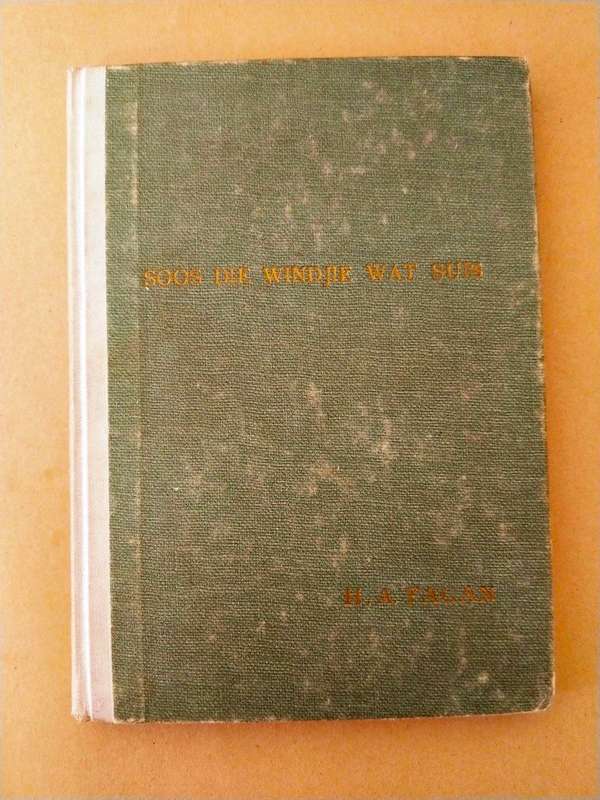 SOOS DIE WINDJIE WAT SUIS
H. A FAGAN